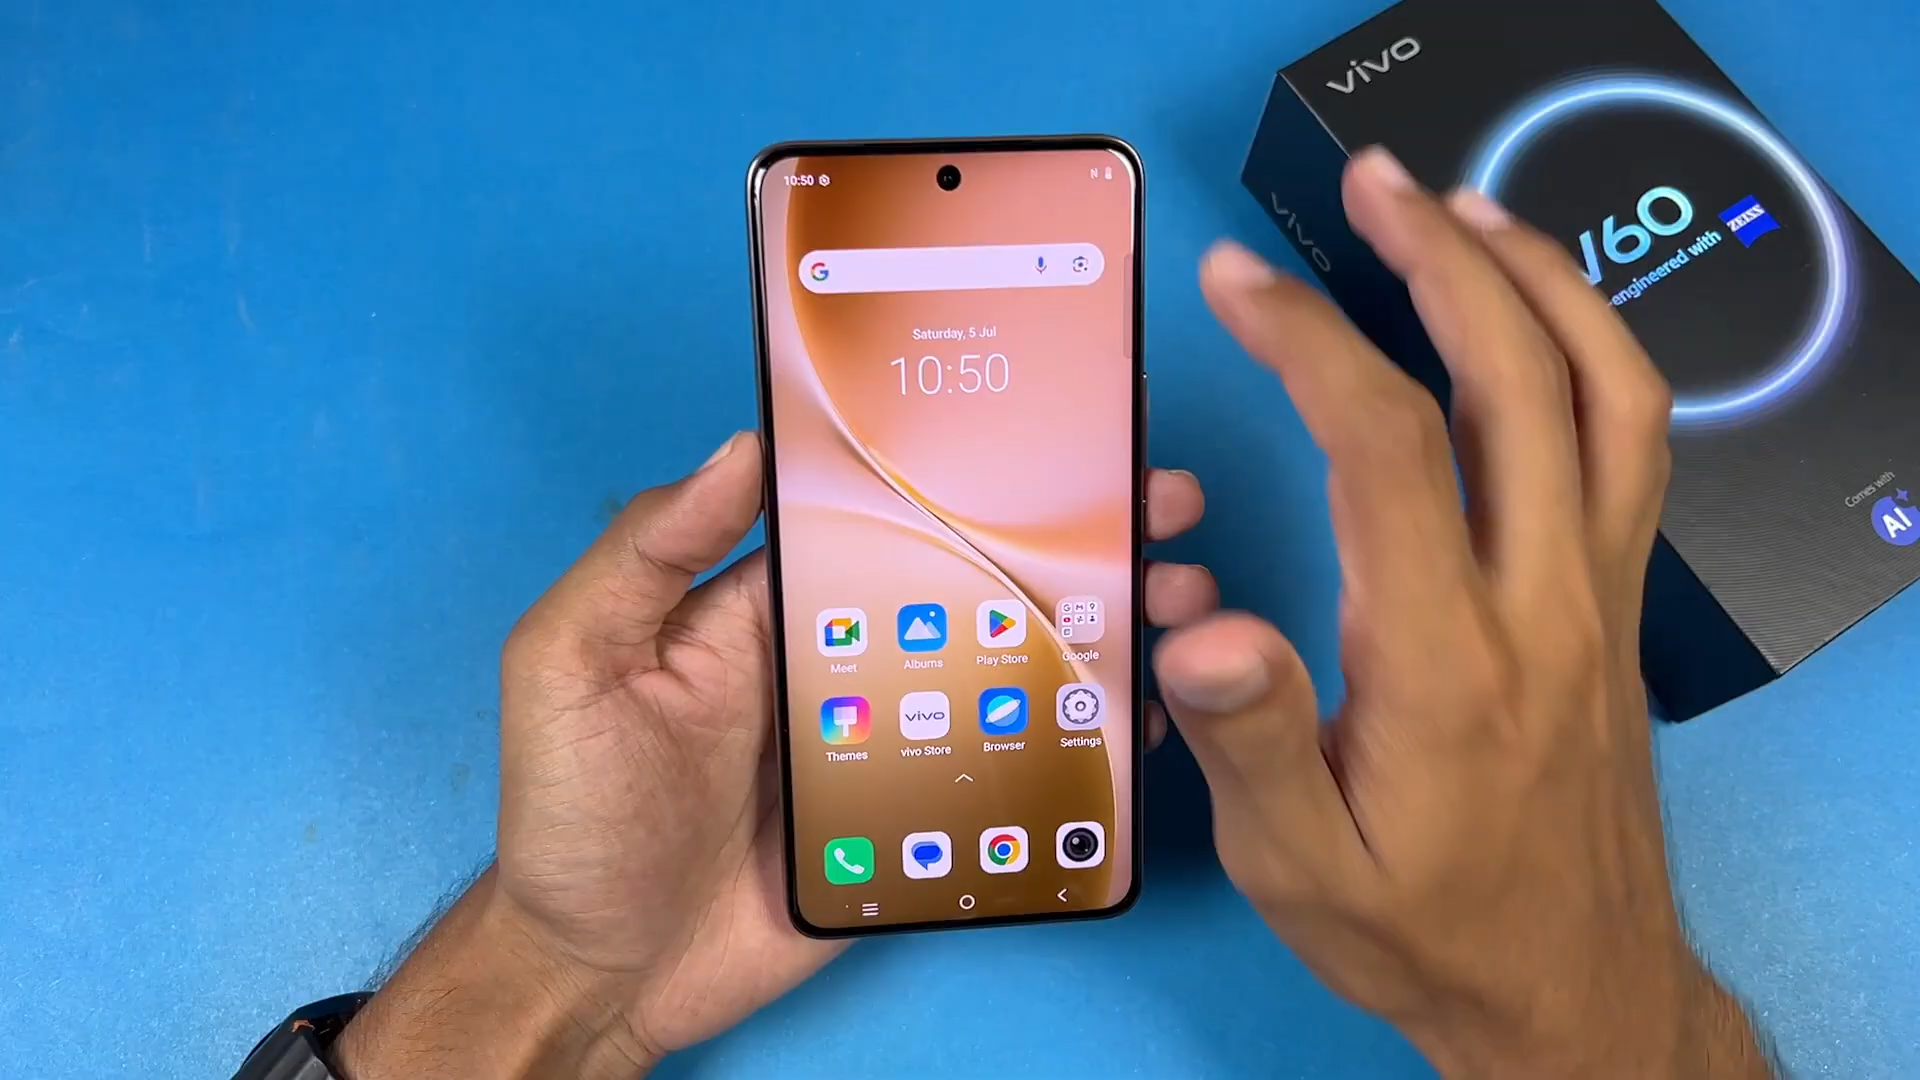 10:50
Saturday, 5 Jul
10:50
Meet
Albums
Play Store
Google
Themes
vivo
vivo Store
Browser
Settings
vivo
vivo
V60
-engineered with
ZEISS
Comes with
AI